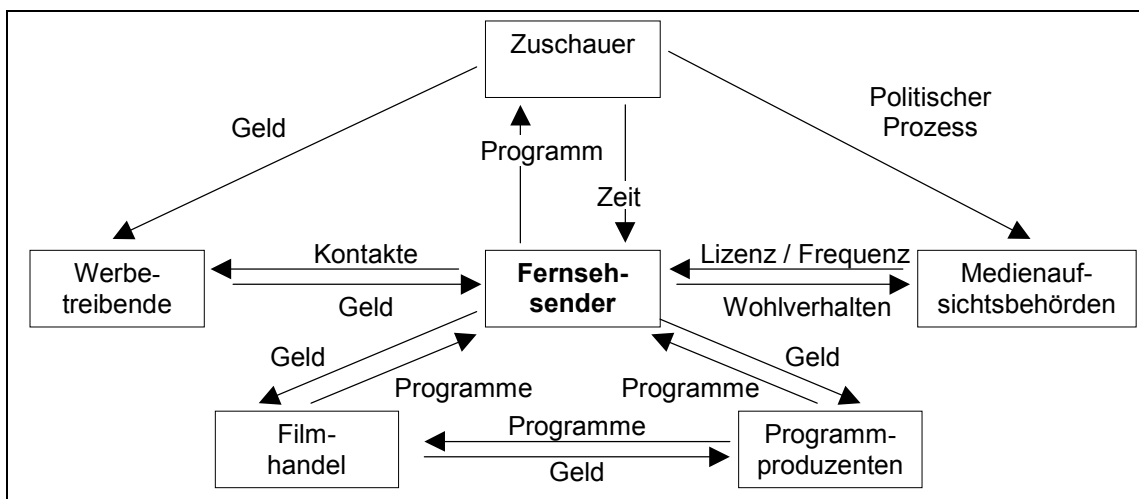 Zuschauer
Politischer
Prozess
Geld
Programm
Zeit
Werbe-
treibende
Kontakte
Geld
Fernseh-
sender
Lizenz / Frequenz
Wohlverhalten
Medienauf-
sichtsbehörden
Geld
Programme
Programme
Geld
Film-
handel
Programme
Geld
Programm-
produzenten